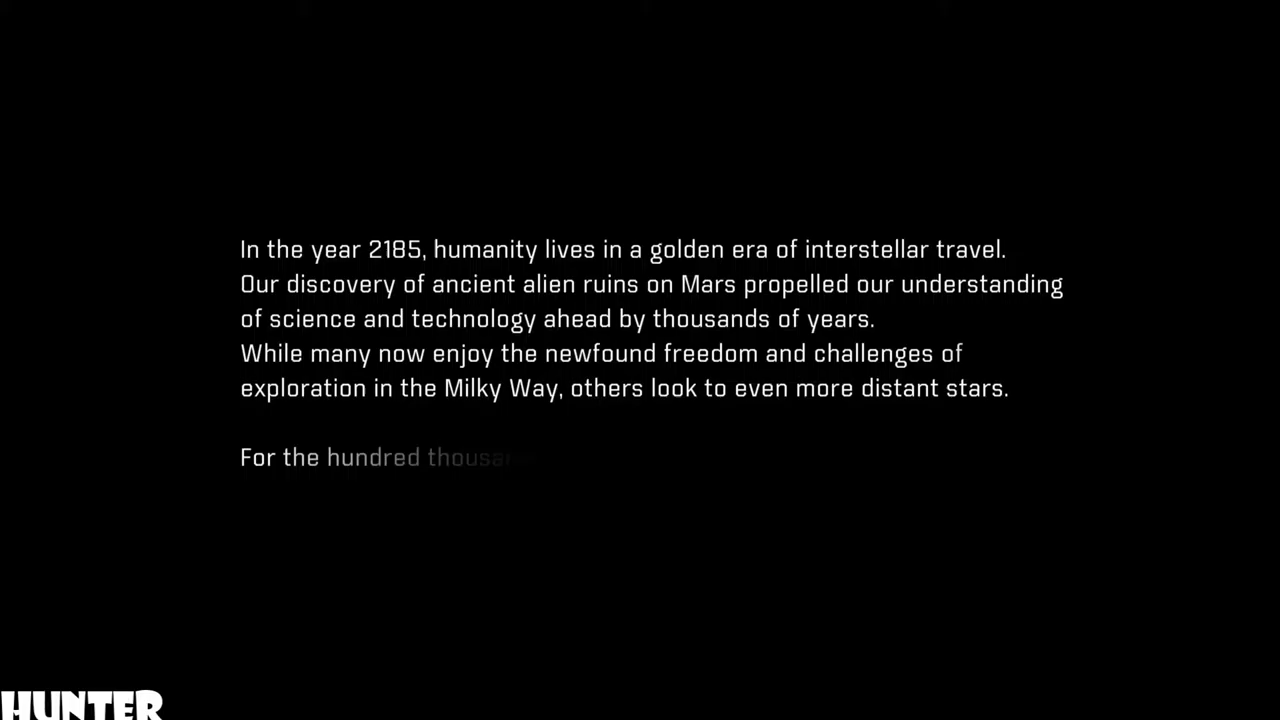 In the year 2185, humanity lives in a golden era of interstellar travel.
Our discovery of ancient alien ruins on Mars propelled our understanding
of science and technology ahead by thousands of years.
While many now enjoy the newfound freedom and challenges of
exploration in the Milky Way, others look to even more distant stars.
For the hundred thousan
HUNTER